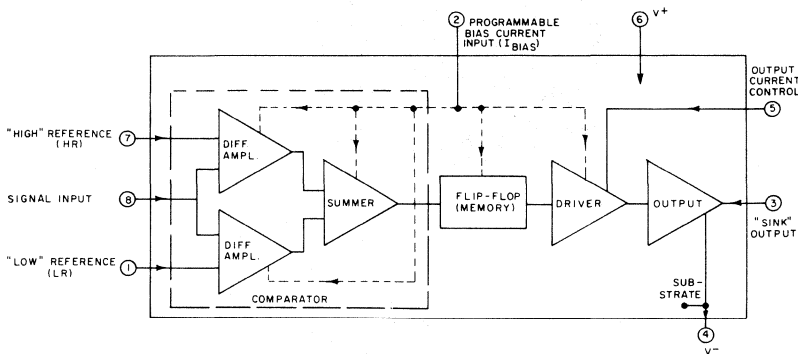 ② PROGRAMMABLE
BIAS CURRENT
INPUT (I BIAS)
⑥ V+
OUTPUT
CURRENT
CONTROL
⑤
"HIGH" REFERENCE
(HR)
⑦
DIFF.
AMPL.
SIGNAL INPUT
⑧
SUMMER
FLIP-FLOP
(MEMORY)
DRIVER
OUTPUT
③
"SINK"
OUTPUT
"LOW" REFERENCE
(LR)
①
DIFF
AMPL.
COMPARATOR
SUB-
STRATE
④
V−